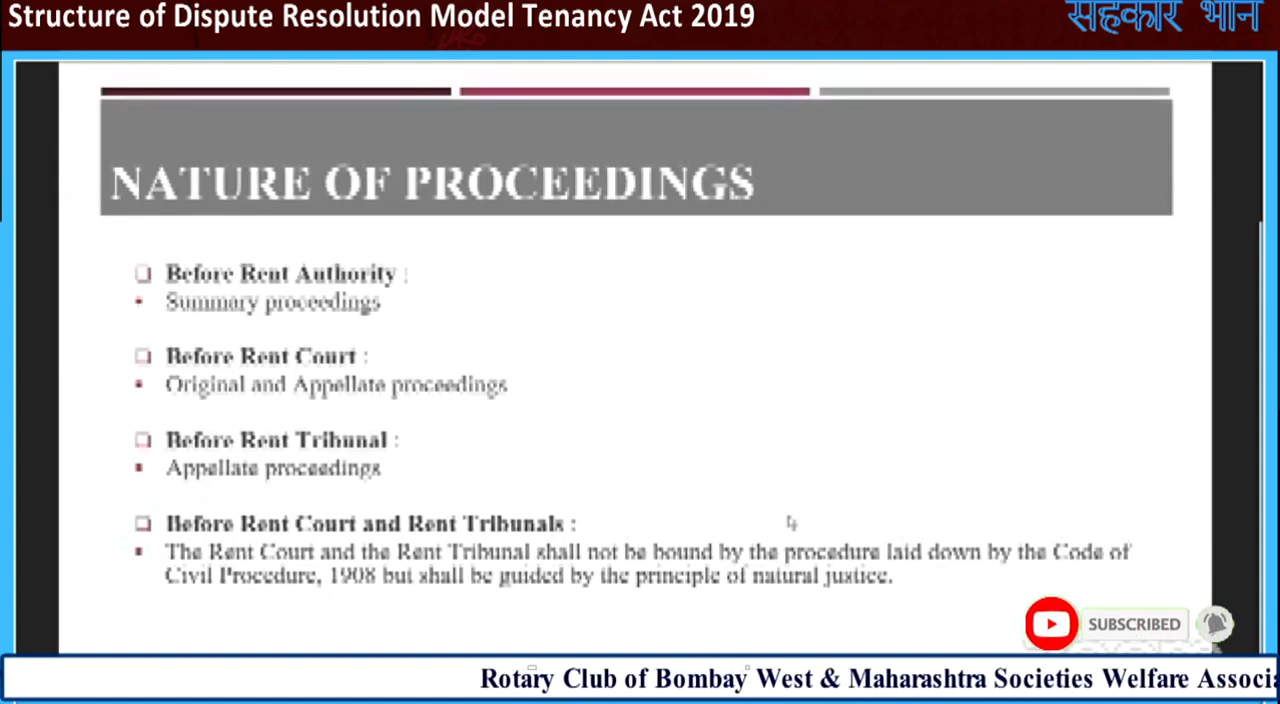 Structure of Dispute Resolution Model Tenancy Act 2019
सहकार भान
NATURE OF PROCEEDINGS
Before Rent Authority :
Summary proceedings
Before Rent Court :
Original and Appellate proceedings
Before Rent Tribunal :
Appellate proceedings
Before Rent Court and Rent Tribunals :
The Rent Court and the Rent Tribunal shall not be bound by the procedure laid down by the Code of
Civil Procedure, 1908 but shall be guided by the principle of natural justice.
SUBSCRIBED
Rotary Club of Bombay West & Maharashtra Societies Welfare Associa